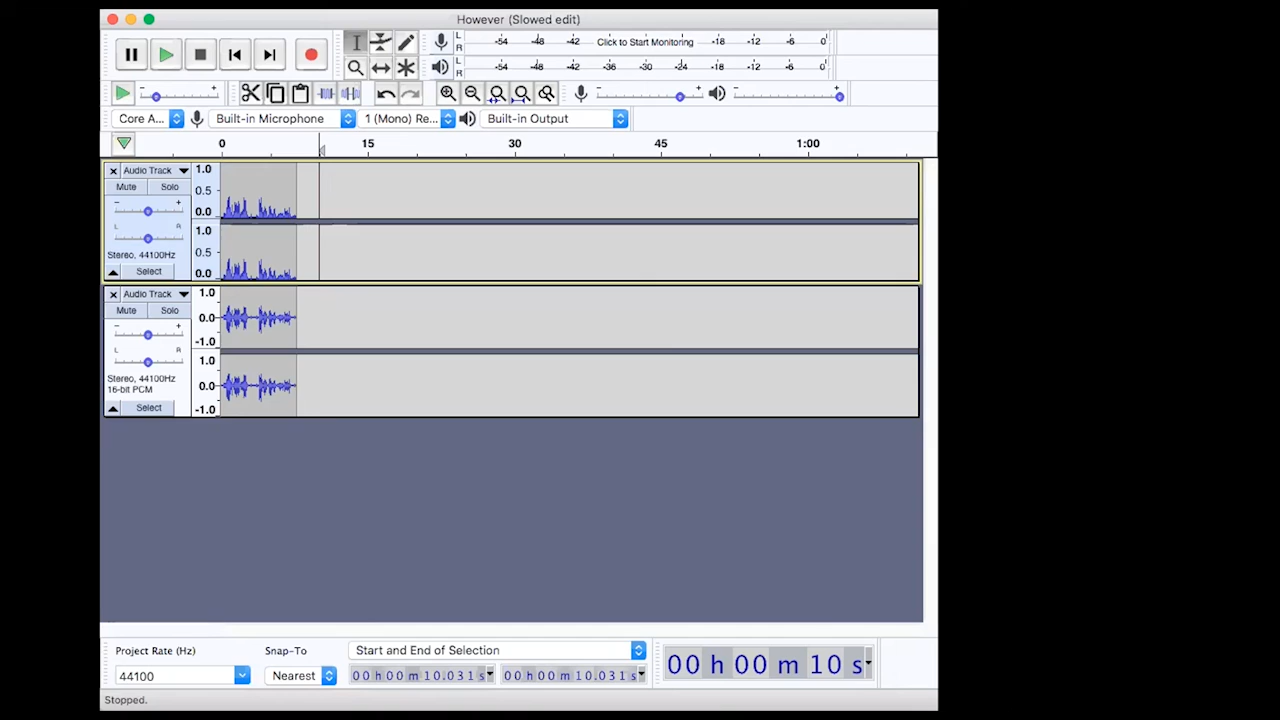 However (Slowed edit)
L R -54 -48 -42 Click to Start Monitoring -18 -12 -6 0
L R -54 -48 -42 -36 -30 -24 -18 -12 -6 0
- + - + - +
Core A... Built-in Microphone 1 (Mono) Re... Built-in Output
0 15 30 45 1:00
x Audio Track 1.0
Mute Solo 0.5
- + 0.0
L R 1.0
Stereo, 44100Hz 0.5
Select 0.0
x Audio Track 1.0
Mute Solo 0.0
- + -1.0
L R 1.0
Stereo, 44100Hz 0.0
16-bit PCM
Select -1.0
Project Rate (Hz) Snap-To Start and End of Selection
44100 Nearest 00 h 00 m 10.031 s 00 h 00 m 10.031 s 00 h 00 m 10 s
Stopped.